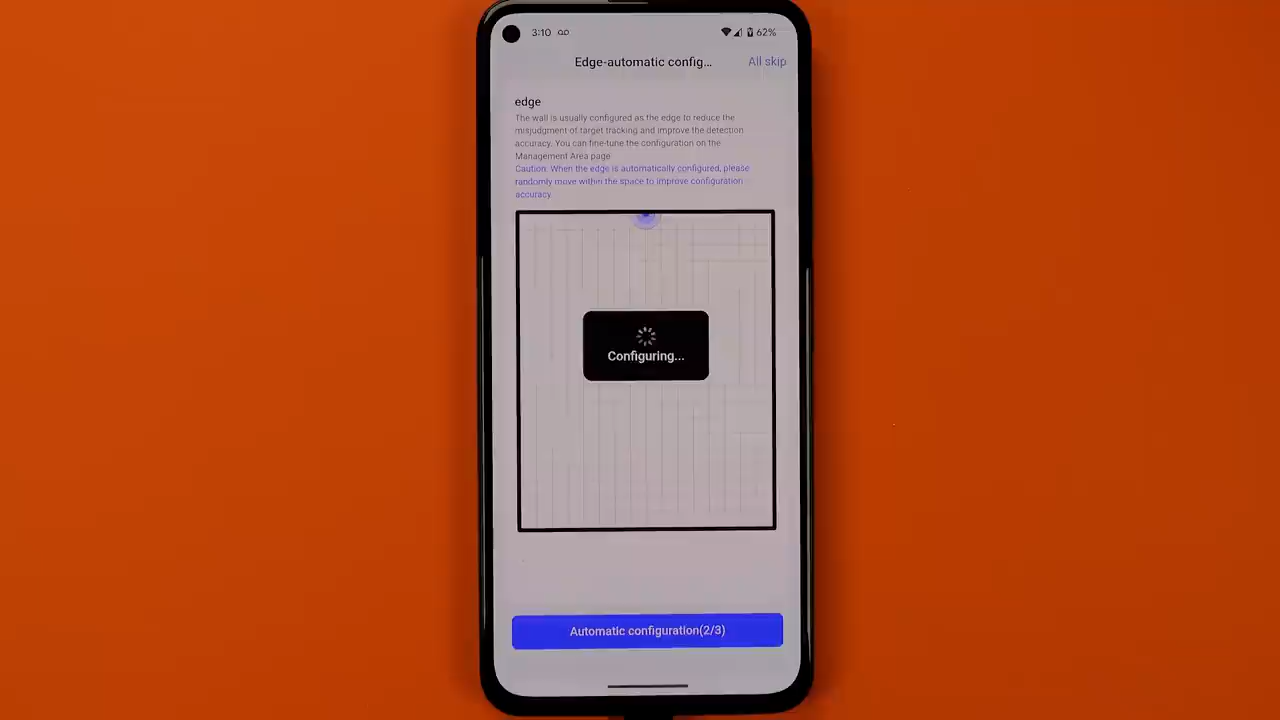 3:10
62%
Edge-automatic config...
All skip
edge
The wall is usually configured as the edge to reduce the
misjudgment of target tracking and improve the detection
accuracy. You can fine-tune the configuration on the
Management Area page
Caution: When the edge is automatically configured, please
randomly move within the space to improve configuration
accuracy.
Configuring...
Automatic configuration(2/3)